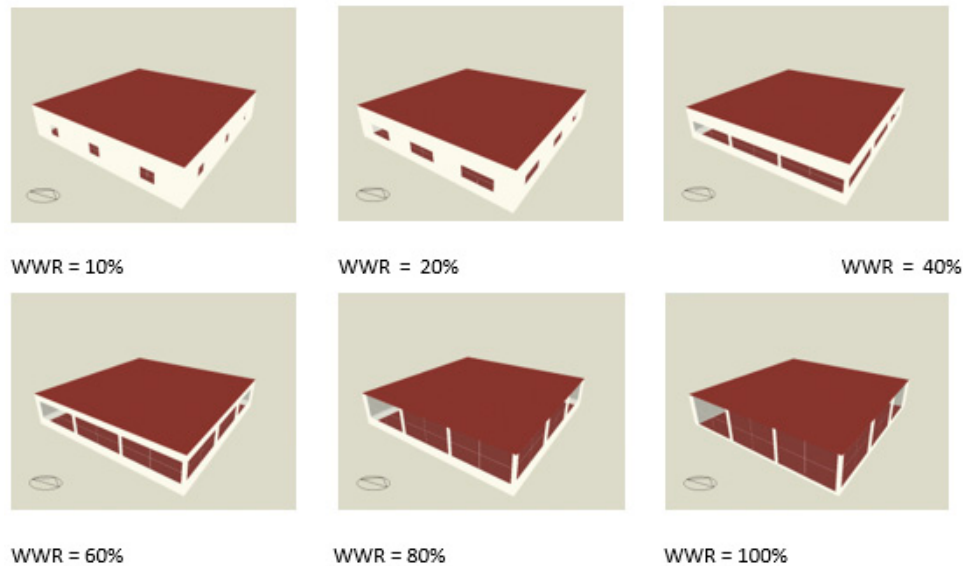 WWR = 10%
WWR = 20%
WWR = 40%
WWR = 60%
WWR = 80%
WWR = 100%